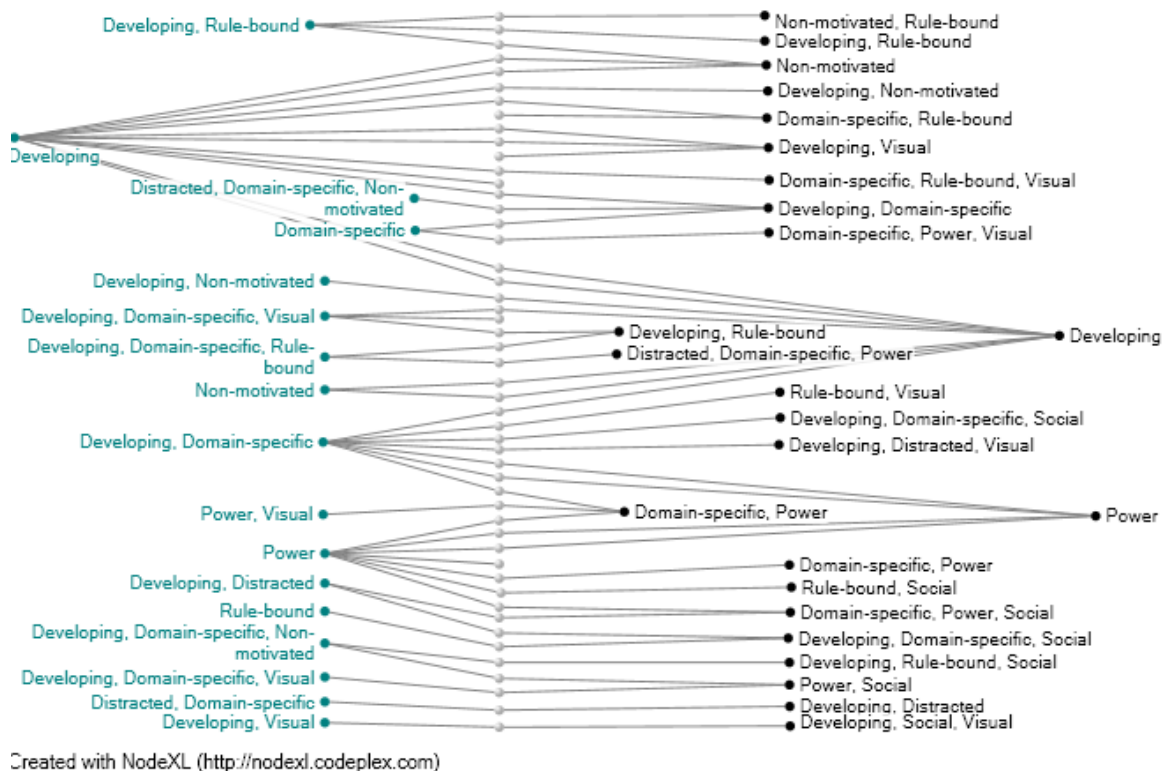 Developing, Rule-bound
Non-motivated, Rule-bound
Developing, Rule-bound
Non-motivated
Developing, Non-motivated
Domain-specific, Rule-bound
Developing
Developing, Visual
Domain-specific, Rule-bound, Visual
Distracted, Domain-specific, Non-
motivated
Developing, Domain-specific
Domain-specific
Domain-specific, Power, Visual
Developing, Non-motivated
Developing, Domain-specific, Visual
Developing, Rule-bound
Developing
Developing, Domain-specific, Rule-
bound
Distracted, Domain-specific, Power
Non-motivated
Rule-bound, Visual
Developing, Domain-specific, Social
Developing, Domain-specific
Developing, Distracted, Visual
Power, Visual
Domain-specific, Power
Power
Power
Domain-specific, Power
Developing, Distracted
Rule-bound, Social
Rule-bound
Domain-specific, Power, Social
Developing, Domain-specific, Non-
motivated
Developing, Domain-specific, Social
Developing, Rule-bound, Social
Developing, Domain-specific, Visual
Power, Social
Distracted, Domain-specific
Developing, Distracted
Developing, Visual
Developing, Social, Visual
Created with NodeXL (http://nodexl.codeplex.com)